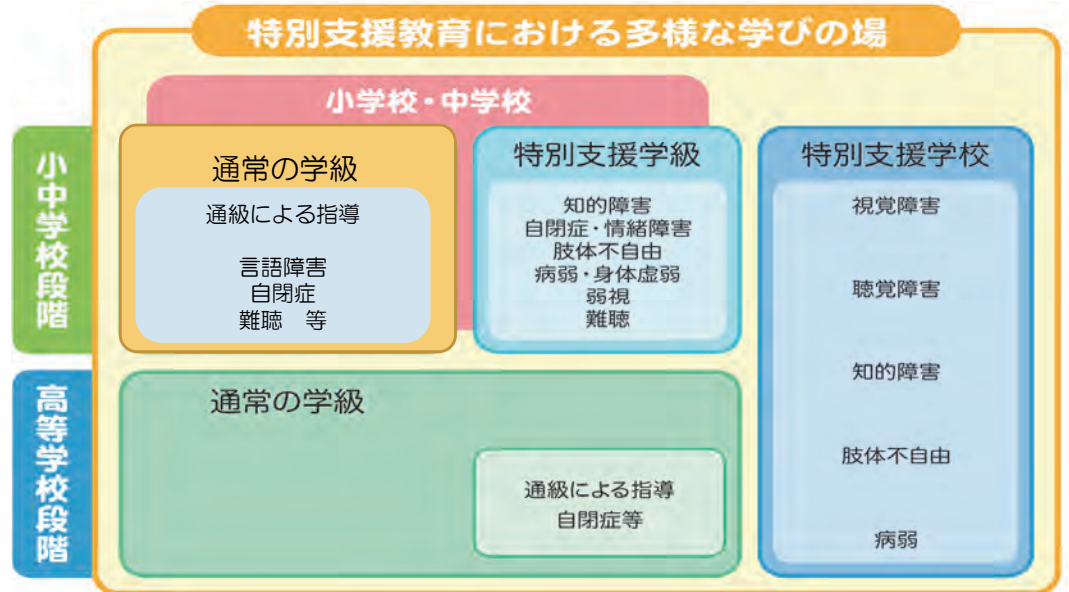 特別支援教育における多様な学びの場
小学校・中学校
小中学校段階
通常の学級
通級による指導
言語障害
自閉症
難聴　等
特別支援学級
知的障害
自閉症・情緒障害
肢体不自由
病弱・身体虚弱
弱視
難聴
特別支援学校
視覚障害
聴覚障害
知的障害
肢体不自由
病弱
高等学校段階
通常の学級
通級による指導
自閉症等